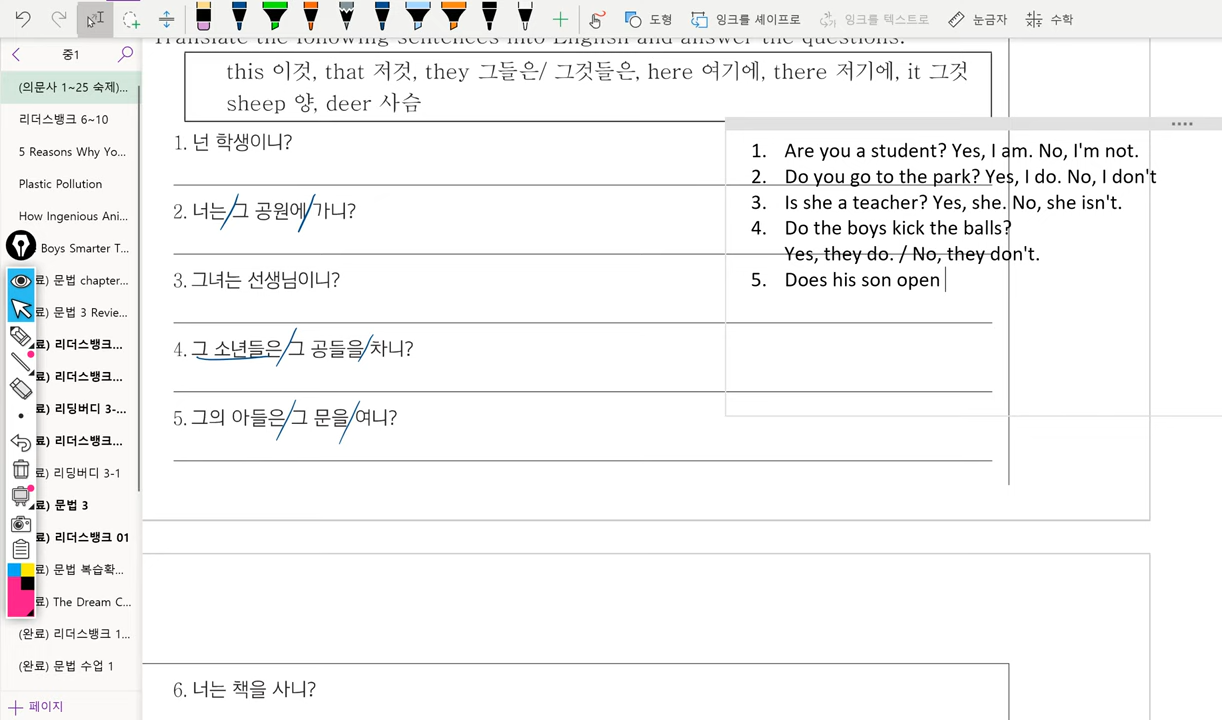 도형
잉크를 셰이프로
잉크를 텍스트로
눈금자
수학
중1
(의문사 1~25 숙제)...
리더스뱅크 6~10
5 Reasons Why Yo...
Plastic Pollution
How Ingenious Ani...
Boys Smarter T...
료) 문법 chapter...
료) 문법 3 Revie...
료) 리더스뱅크...
료) 리더스뱅크...
료) 리딩버디 3-...
료) 리더스뱅크...
료) 리딩버디 3-1
료) 문법 3
료) 리더스뱅크 01
료) 문법 복습확...
료) The Dream C...
(완료) 리더스뱅크 1...
(완료) 문법 수업 1
페이지
Translate the following sentences into English and answer the questions.
this 이것, that 저것, they 그들은/ 그것들은, here 여기에, there 저기에, it 그것
sheep 양, deer 사슴
1. 넌 학생이니?
2. 너는 그 공원에 가니?
3. 그녀는 선생님이니?
4. 그 소년들은 그 공들을 차니?
5. 그의 아들은 그 문을 여니?
6. 너는 책을 사니?
1. Are you a student? Yes, I am. No, I'm not.
2. Do you go to the park? Yes, I do. No, I don't
3. Is she a teacher? Yes, she. No, she isn't.
4. Do the boys kick the balls?
Yes, they do. / No, they don't.
5. Does his son open